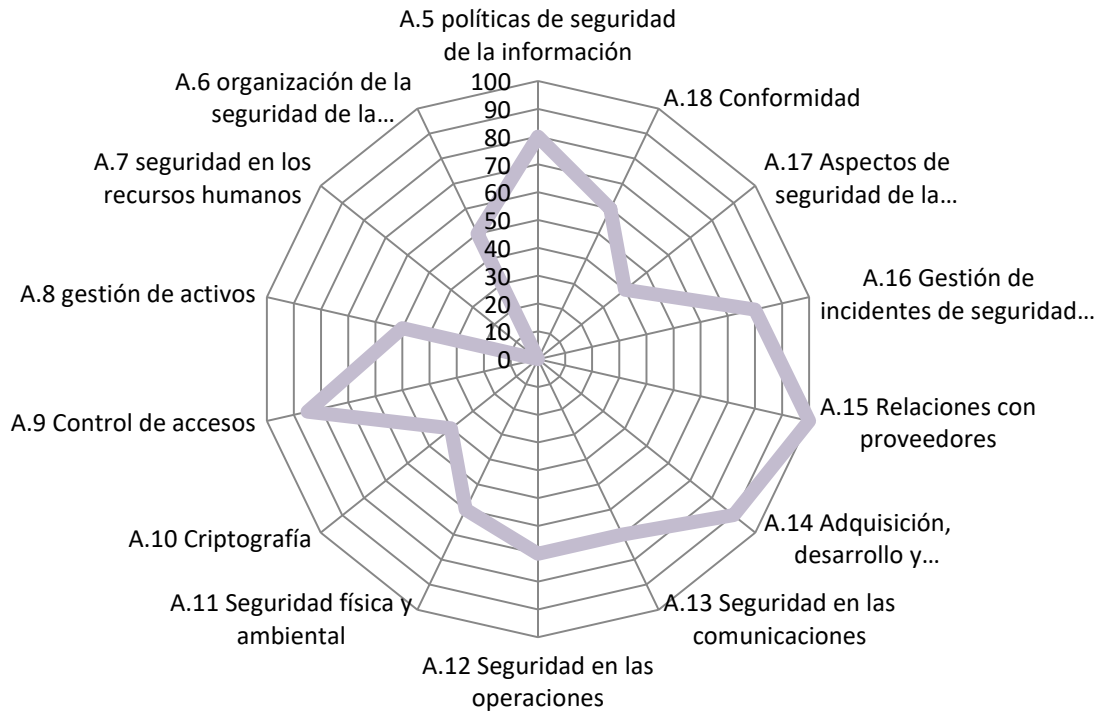 A.5 políticas de seguridad
de la información
A.18 Conformidad
A.17 Aspectos de
seguridad de la…
A.16 Gestión de
incidentes de seguridad…
A.15 Relaciones con
proveedores
A.14 Adquisición,
desarrollo y…
A.13 Seguridad en las
comunicaciones
A.12 Seguridad en las
operaciones
A.11 Seguridad física y
ambiental
A.10 Criptografía
A.9 Control de accesos
A.8 gestión de activos
A.7 seguridad en los
recursos humanos
A.6 organización de la
seguridad de la…
100
90
80
70
60
50
40
30
20
10
0